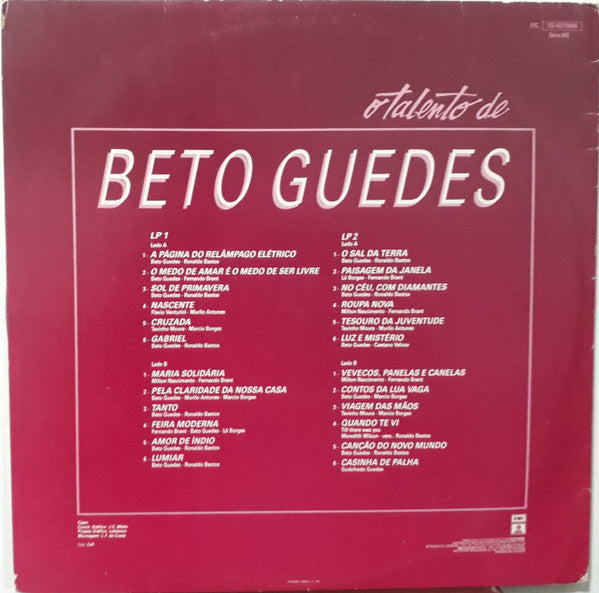 Série MS
o talento de
BETO GUEDES
LP 1
Lado A
1 - A PÁGINA DO RELÂMPAGO ELÉTRICO
Beto Guedes - Ronaldo Bastos
2 - O MEDO DE AMAR É O MEDO DE SER LIVRE
Beto Guedes - Fernando Brant
3 - SOL DE PRIMAVERA
Beto Guedes - Ronaldo Bastos
4 - NASCENTE
Flavio Venturini - Murilo Antunes
5 - CRUZADA
Tavinho Moura - Marcio Borges
6 - GABRIEL
Beto Guedes - Ronaldo Bastos
Lado B
1 - MARIA SOLIDÁRIA
Milton Nascimento - Fernando Brant
2 - PELA CLARIDADE DA NOSSA CASA
Beto Guedes - Murilo Antunes - Marcio Borges
3 - TANTO
Beto Guedes - Ronaldo Bastos
4 - FEIRA MODERNA
Fernando Brant - Beto Guedes - Lô Borges
5 - AMOR DE ÍNDIO
Beto Guedes - Ronaldo Bastos
6 - LUMIAR
Beto Guedes - Ronaldo Bastos
LP 2
Lado A
1 - O SAL DA TERRA
Beto Guedes - Ronaldo Bastos
2 - PAISAGEM DA JANELA
Lô Borges - Fernando Brant
3 - NO CÉU, COM DIAMANTES
Beto Guedes - Ronaldo Bastos
4 - ROUPA NOVA
Milton Nascimento - Fernando Brant
5 - TESOURO DA JUVENTUDE
Tavinho Moura - Murilo Antunes
6 - LUZ E MISTÉRIO
Beto Guedes - Caetano Veloso
Lado B
1 - VEVECOS, PANELAS E CANELAS
Milton Nascimento - Fernando Brant
2 - CONTOS DA LUA VAGA
Beto Guedes - Marcio Borges
3 - VIAGEM DAS MÃOS
Tavinho Moura - Marcio Borges
4 - QUANDO TE VI
Till there was you
Meredith Wilson - vers. Ronaldo Bastos
5 - CANÇÃO DO NOVO MUNDO
Beto Guedes - Ronaldo Bastos
6 - CASINHA DE PALHA
Godofredo Guedes
Capa:
Projeto Gráfico:
Montagem: J. F. da Costa
EMI